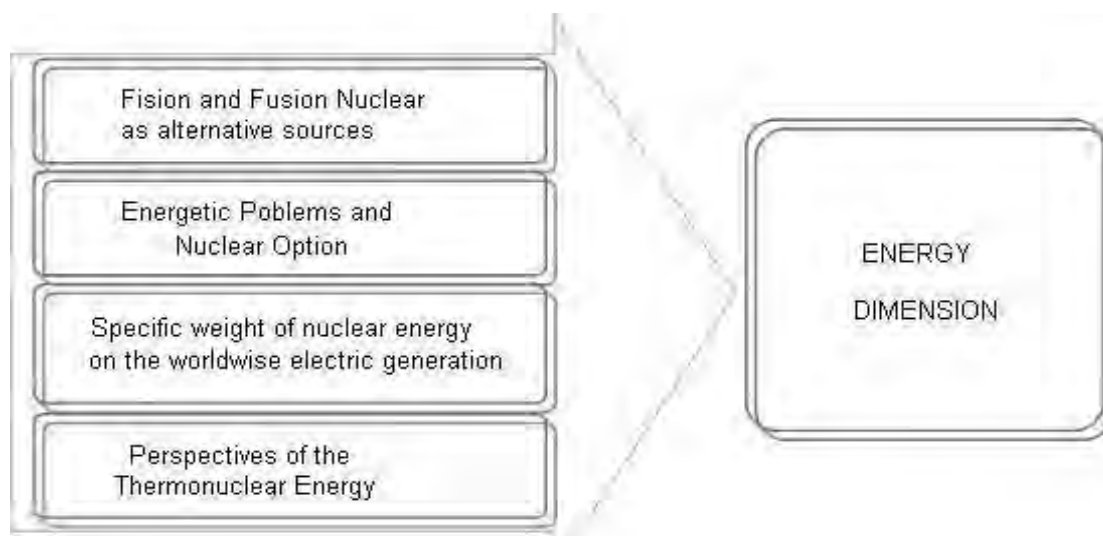 Fision and Fusion Nuclear
as alternative sources
Energetic Poblems and
Nuclear Option
Specific weight of nuclear energy
on the worldwise electric generation
Perspectives of the
Thermonuclear Energy
ENERGY
DIMENSION